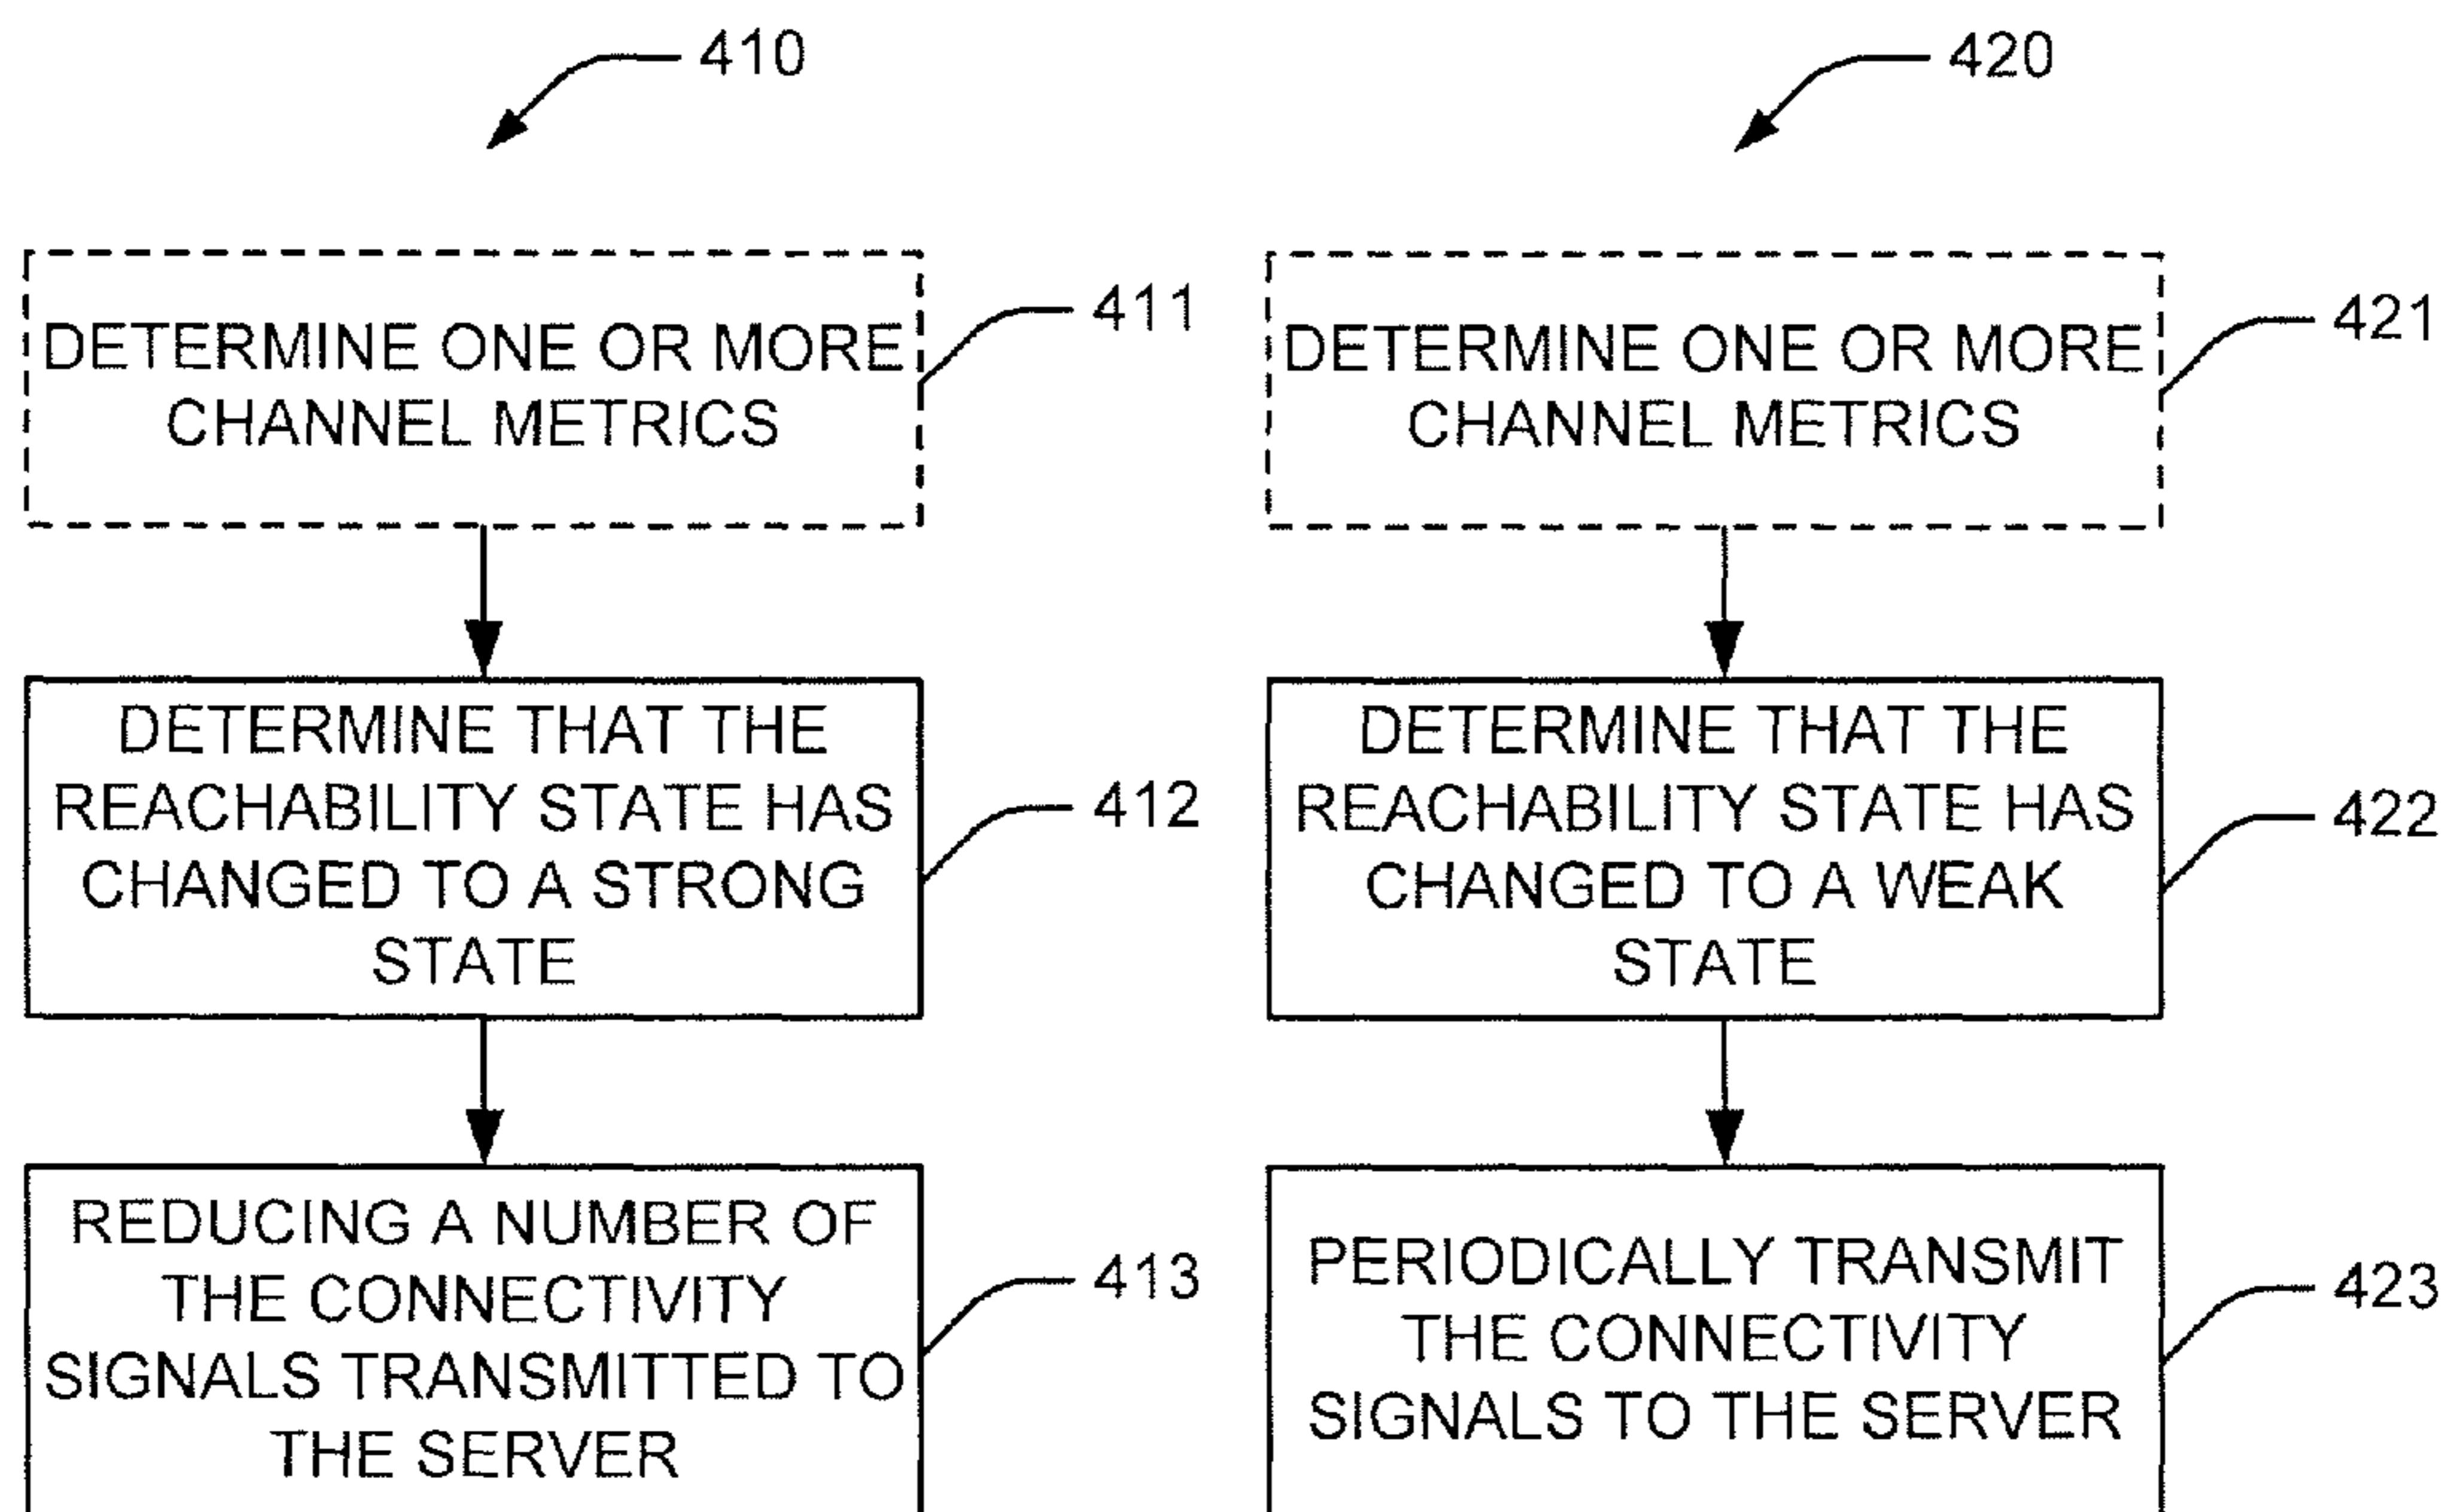 410
DETERMINE ONE OR MORE
CHANNEL METRICS
411
DETERMINE THAT THE
REACHABILITY STATE HAS
CHANGED TO A STRONG
STATE
412
REDUCING A NUMBER OF
THE CONNECTIVITY
SIGNALS TRANSMITTED TO
THE SERVER
413
420
DETERMINE ONE OR MORE
CHANNEL METRICS
421
DETERMINE THAT THE
REACHABILITY STATE HAS
CHANGED TO A WEAK
STATE
422
PERIODICALLY TRANSMIT
THE CONNECTIVITY
SIGNALS TO THE SERVER
423